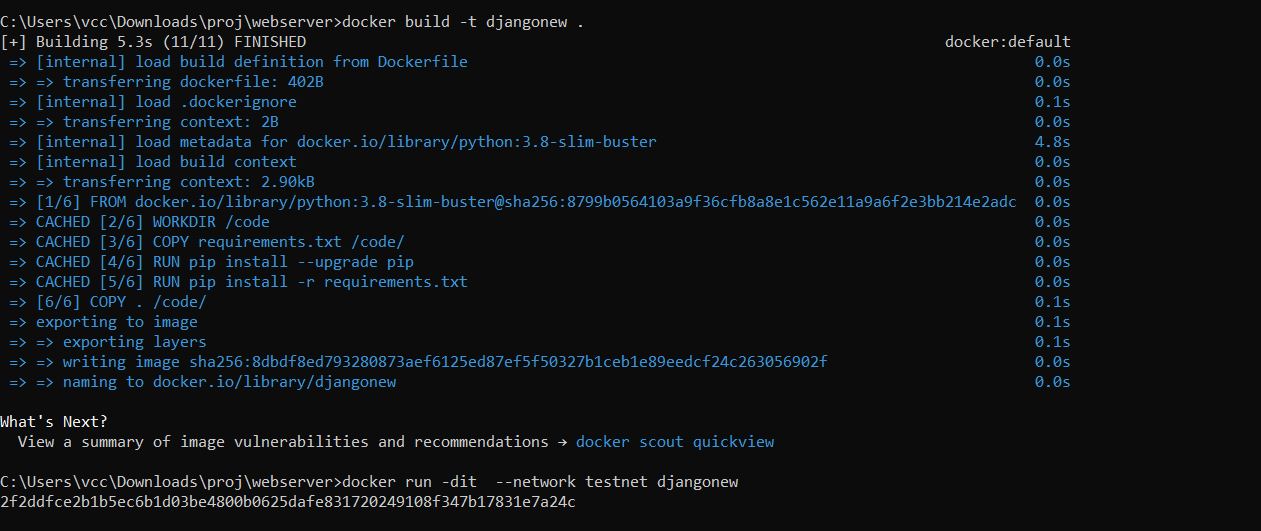 C:\Users\vcc\Downloads\proj\webserver>docker build -t djangonew .
[+] Building 5.3s (11/11) FINISHED docker:default
=> [internal] load build definition from Dockerfile 0.0s
=> => transferring dockerfile: 402B 0.0s
=> [internal] load .dockerignore 0.1s
=> => transferring context: 2B 0.0s
=> [internal] load metadata for docker.io/library/python:3.8-slim-buster 4.8s
=> [internal] load build context 0.0s
=> => transferring context: 2.90kB 0.0s
=> [1/6] FROM docker.io/library/python:3.8-slim-buster@sha256:8799b0564103a9f36cfb8a8e1c562e11a9a6f2e3bb214e2adc 0.0s
=> CACHED [2/6] WORKDIR /code 0.0s
=> CACHED [3/6] COPY requirements.txt /code/ 0.0s
=> CACHED [4/6] RUN pip install --upgrade pip 0.0s
=> CACHED [5/6] RUN pip install -r requirements.txt 0.0s
=> [6/6] COPY . /code/ 0.1s
=> exporting to image 0.1s
=> => exporting layers 0.1s
=> => writing image sha256:8dbdf8ed793280873aef6125ed87ef5f50327b1ceb1e89eedcf24c263056902f 0.0s
=> => naming to docker.io/library/djangonew 0.0s
What's Next?
View a summary of image vulnerabilities and recommendations → docker scout quickview
C:\Users\vcc\Downloads\proj\webserver>docker run -dit  --network testnet djangonew
2f2ddfce2b1b5ec6b1d03be4800b0625dafe831720249108f347b17831e7a24c